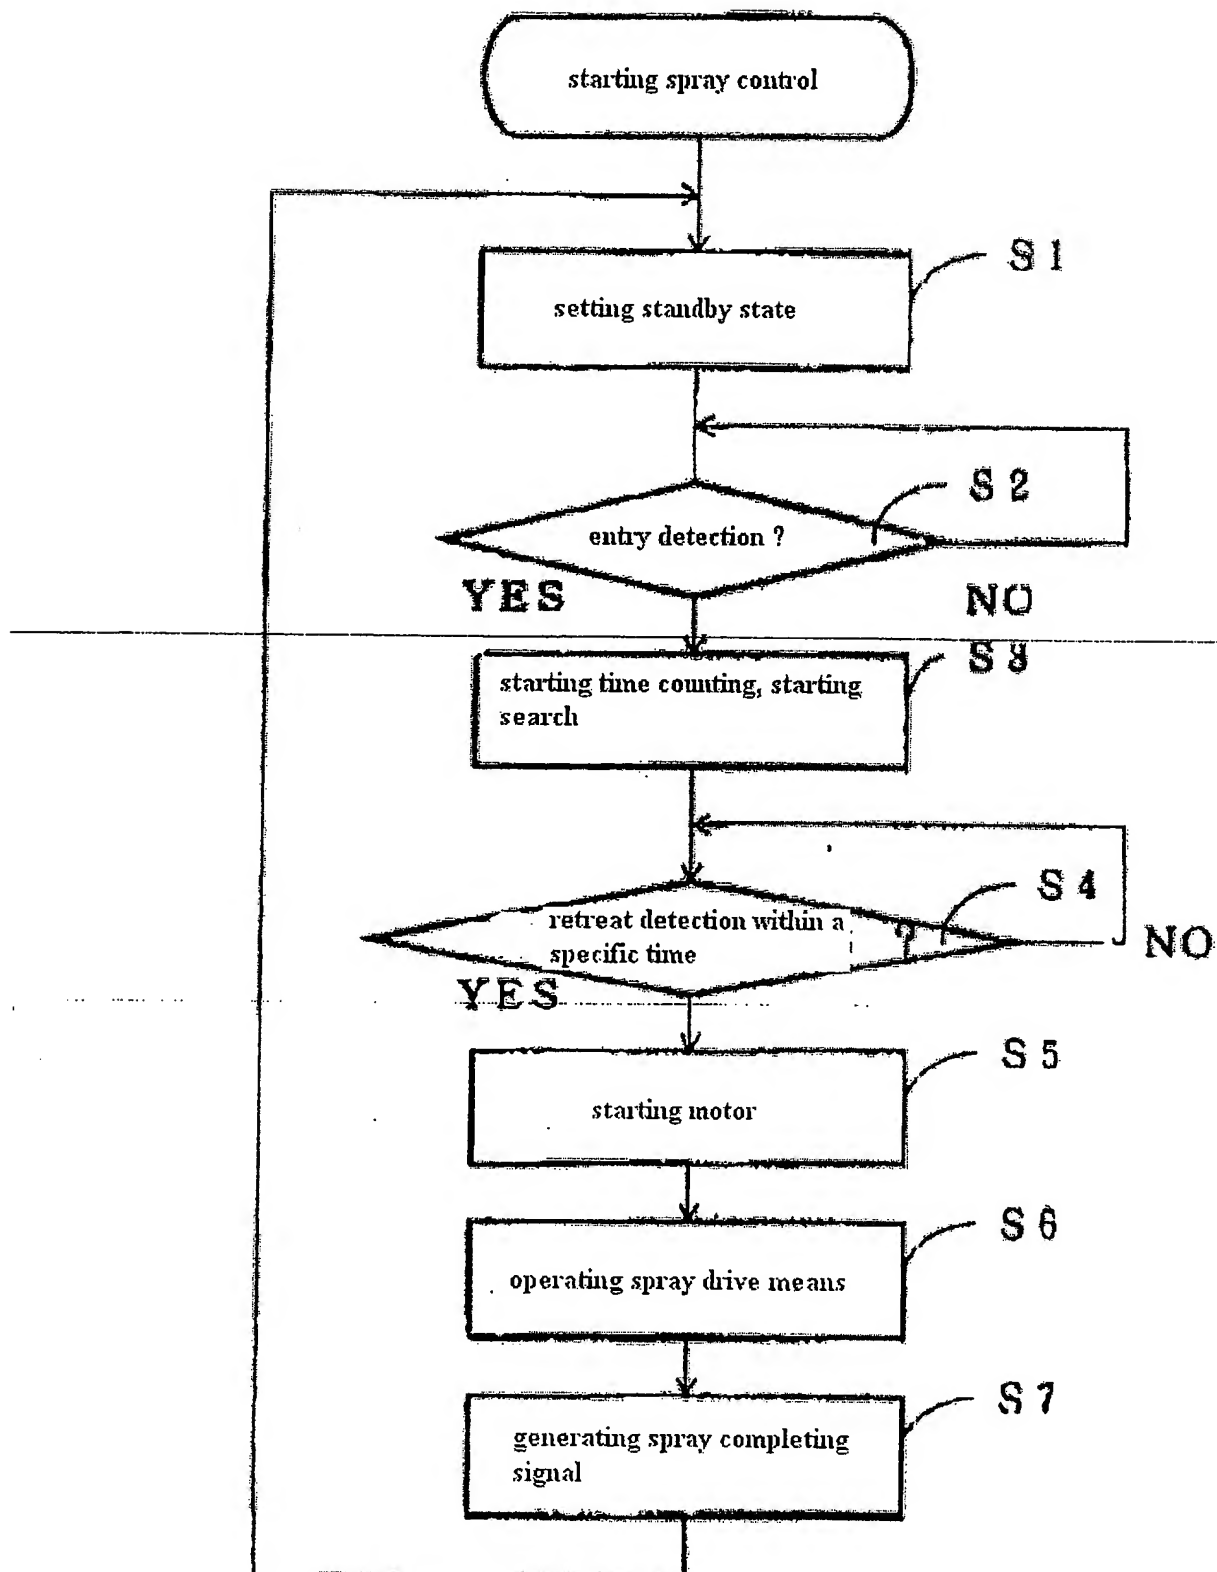 starting spray control
S 1
setting standby state
S 2
entry detection ?
YES
NO
S 3
starting time counting, starting
search
S 4
retreat detection within a ?
specific time
NO
YES
S 5
starting motor
S 6
operating spray drive means
S 7
generating spray completing
signal